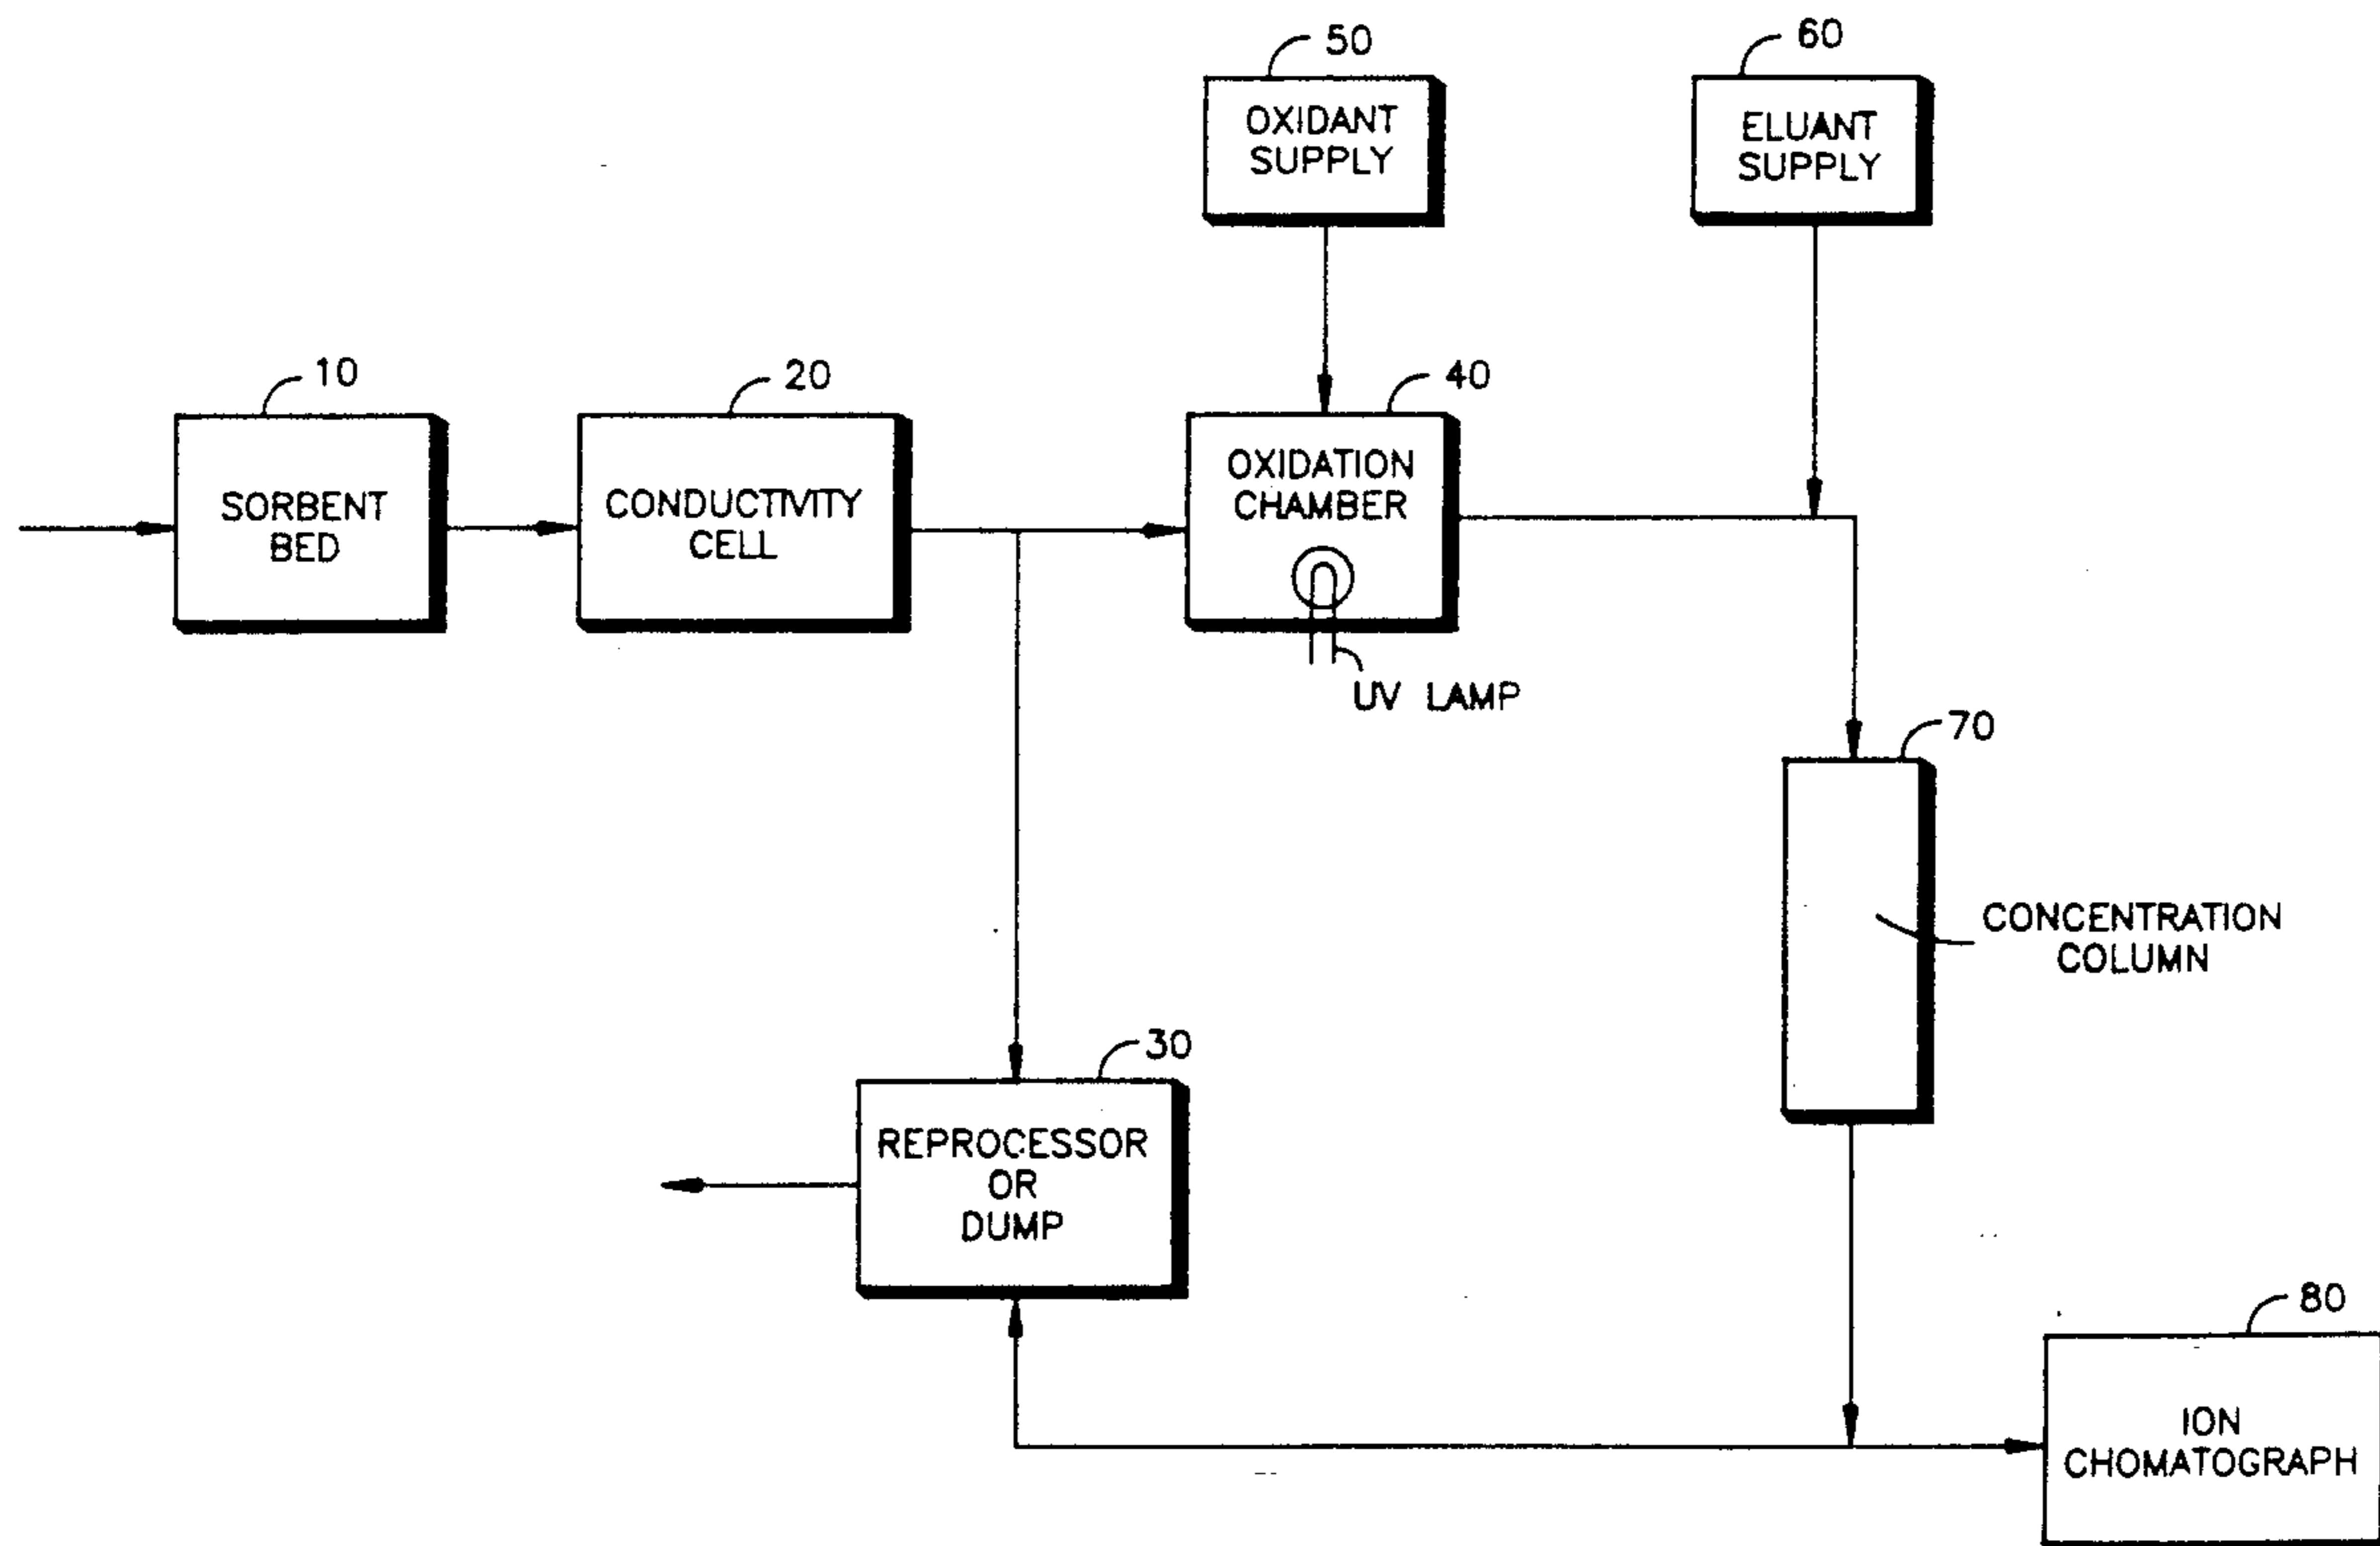 50
60
OXIDANT
SUPPLY
ELUANT
SUPPLY
10
20
40
SORBENT
BED
CONDUCTIVITY
CELL
OXIDATION
CHAMBER
UV LAMP
70
CONCENTRATION
COLUMN
30
REPROCESSOR
OR
DUMP
80
ION
CHOMATOGRAPH